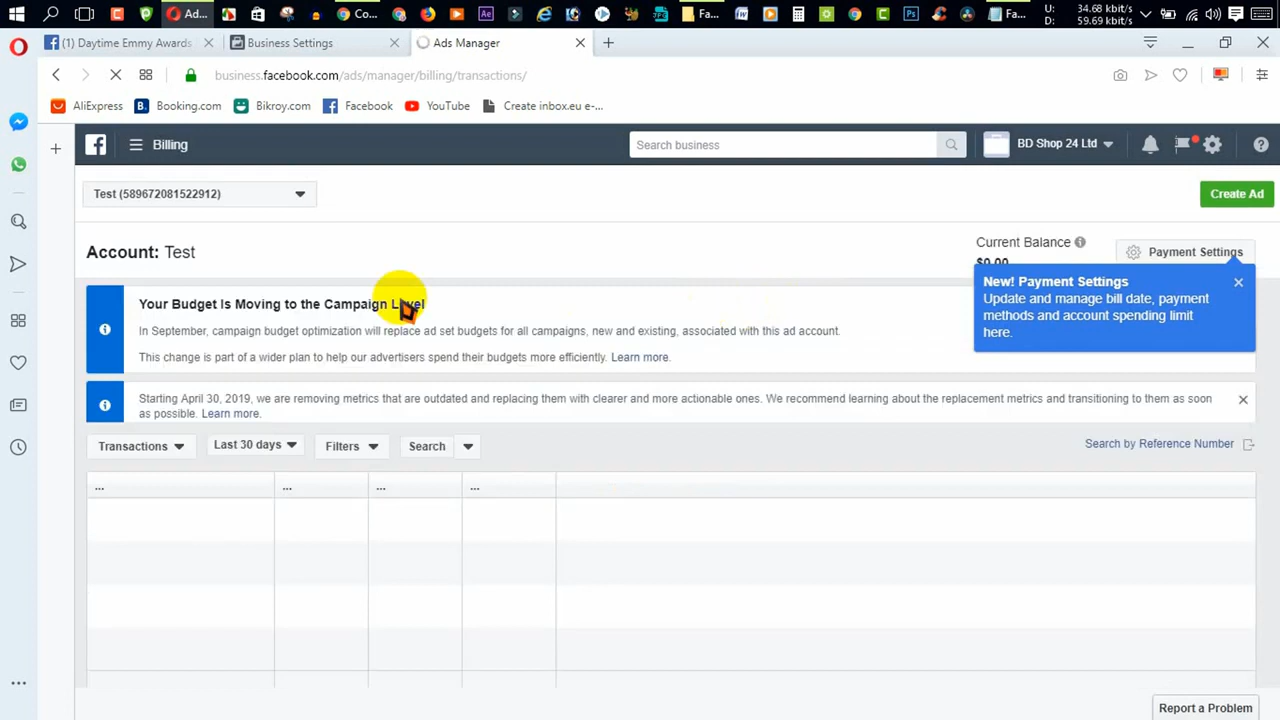 Ad...
Co...
Fa...
Fa...
U: 34.68 kbit/s
D: 59.69 kbit/s
(1) Daytime Emmy Awards
Business Settings
Ads Manager
business.facebook.com/ads/manager/billing/transactions/
AliExpress
Booking.com
Bikroy.com
Facebook
YouTube
Create inbox.eu e-...
Billing
Search business
BD Shop 24 Ltd
Test (589672081522912)
Create Ad
Account: Test
Current Balance
$0.00
Payment Settings
New! Payment Settings
Update and manage bill date, payment
methods and account spending limit
here.
Your Budget Is Moving to the Campaign Level
In September, campaign budget optimization will replace ad set budgets for all campaigns, new and existing, associated with this ad account.
This change is part of a wider plan to help our advertisers spend their budgets more efficiently. Learn more.
Starting April 30, 2019, we are removing metrics that are outdated and replacing them with clearer and more actionable ones. We recommend learning about the replacement metrics and transitioning to them as soon
as possible. Learn more.
Transactions
Last 30 days
Filters
Search
Search by Reference Number
...
...
...
...
Report a Problem